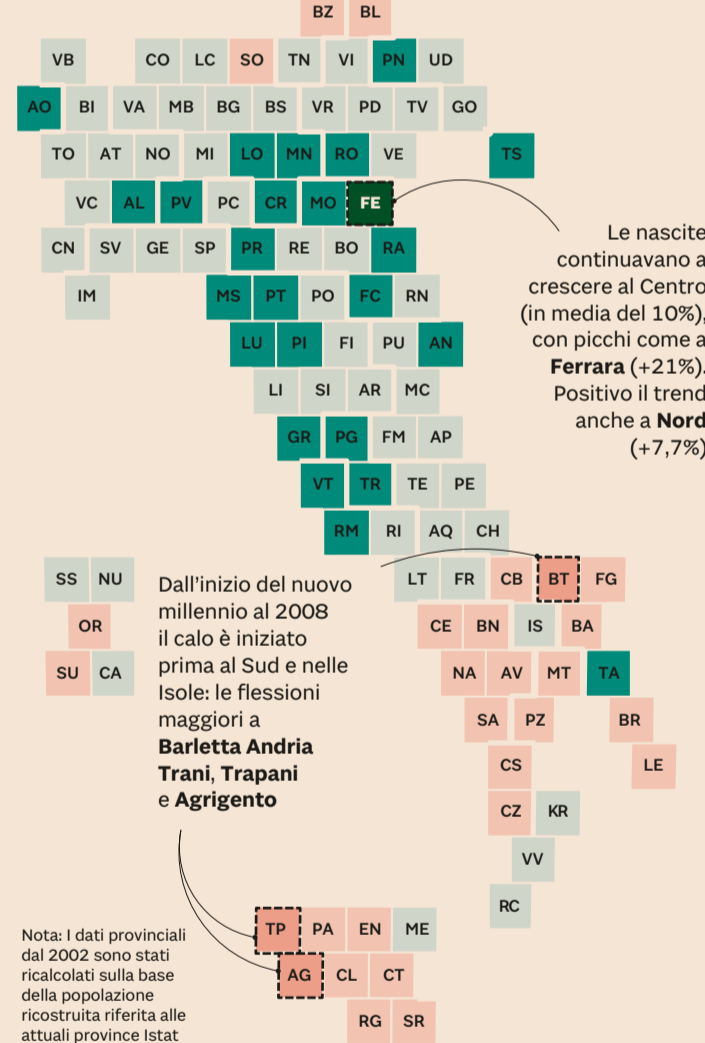 BZ BL
VB CO LC SO TN VI PN UD
AO BI VA MB BG BS VR PD TV GO
TO AT NO MI LO MN RO VE TS
VC AL PV PC CR MO FE
CN SV GE SP PR RE BO RA
IM MS PT PO FC RN
LU PI FI PU AN
LI SI AR MC
GR PG FM AP
VT TR TE PE
RM RI AQ CH
Le nascite
continuavano a
crescere al Centro
(in media del 10%),
con picchi come a
Ferrara (+21%).
Positivo il trend
anche a Nord
(+7,7%)
SS NU
OR
SU CA
Dall'inizio del nuovo
millennio al 2008
il calo è iniziato
prima al Sud e nelle
Isole: le flessioni
maggiori a
Barletta Andria
Trani, Trapani
e Agrigento
LT FR CB BT FG
CE BN IS BA
NA AV MT TA
SA PZ BR
CS LE
CZ KR
VV
RC
TP PA EN ME
AG CL CT
RG SR
Nota: I dati provinciali
dal 2002 sono stati
ricalcolati sulla base
della popolazione
ricostruita riferita alle
attuali province Istat